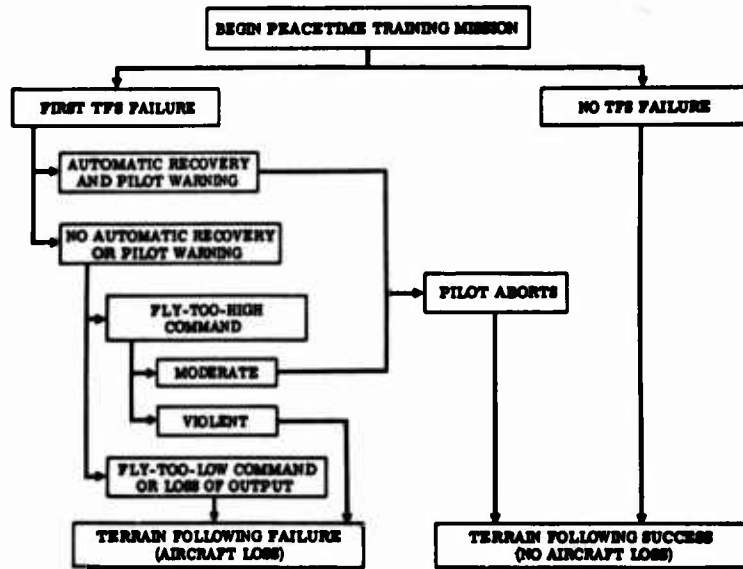 BEGIN PEACETIME TRAINING MISSION
FIRST TFS FAILURE
NO TFS FAILURE
AUTOMATIC RECOVERY
AND PILOT WARNING
NO AUTOMATIC RECOVERY
OR PILOT WARNING
PILOT ABORTS
FLY-TOO-HIGH
COMMAND
MODERATE
VIOLENT
FLY-TOO-LOW COMMAND
OR LOSS OF OUTPUT
TERRAIN FOLLOWING FAILURE
(AIRCRAFT LOSS)
TERRAIN FOLLOWING SUCCESS
(NO AIRCRAFT LOSS)